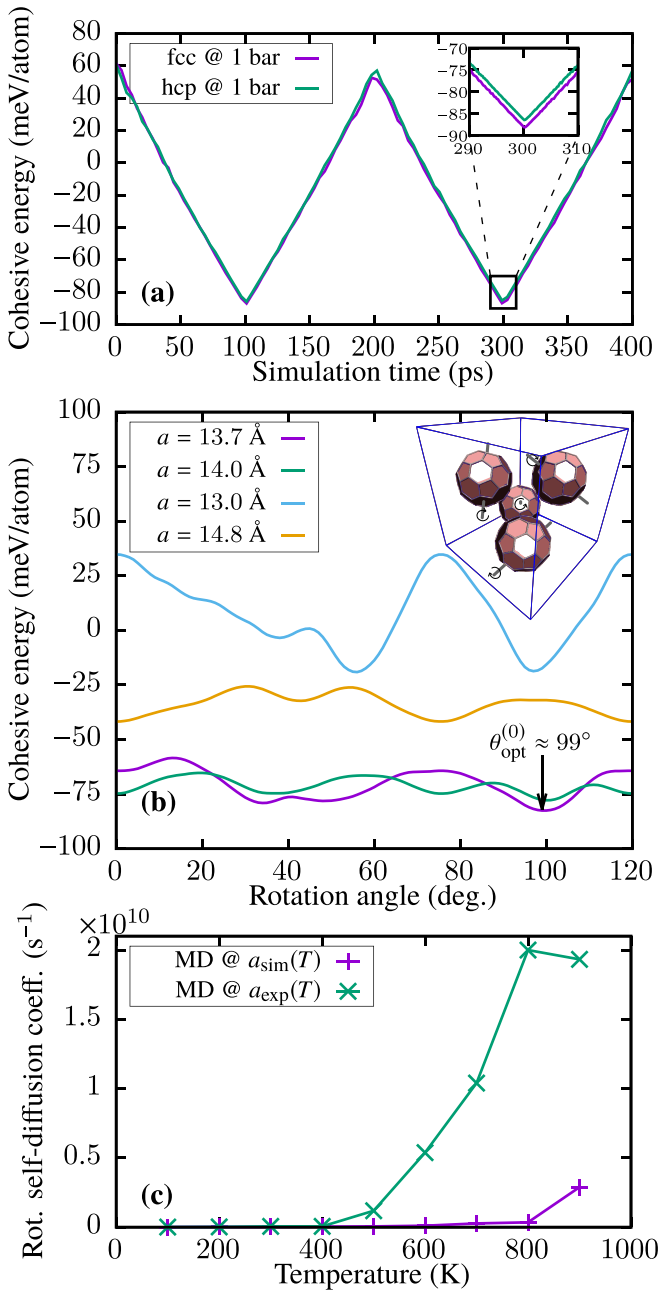 80
60
40
20
0
−20
−40
−60
−80
−100
Cohesive energy (meV/atom)
fcc @ 1 bar
hcp @ 1 bar
−70
−75
−80
−85
−90
290 300 310
(a)
0 50 100 150 200 250 300 350 400
Simulation time (ps)
100
75
50
25
0
−25
−50
−75
−100
Cohesive energy (meV/atom)
a = 13.7 Å
a = 14.0 Å
a = 13.0 Å
a = 14.8 Å
θ_opt^(0) ≈ 99°
(b)
0 20 40 60 80 100 120
Rotation angle (deg.)
×10^10
2
1.5
1
0.5
0
Rot. self-diffusion coeff. (s^−1)
MD @ a_sim(T)
MD @ a_exp(T)
(c)
0 200 400 600 800 1000
Temperature (K)